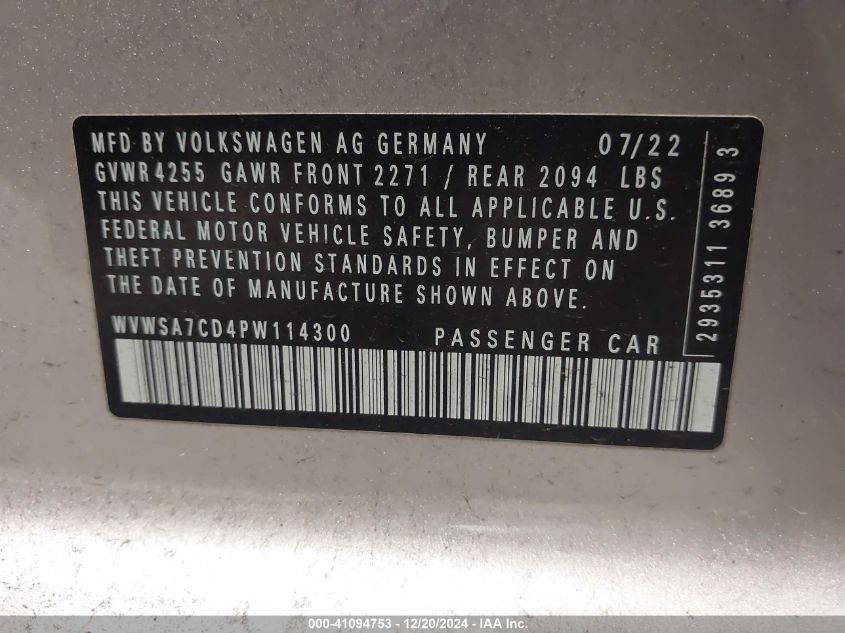 MFD BY VOLKSWAGEN AG GERMANY 07/22
GVWR 4255 GAWR FRONT 2271 / REAR 2094 LBS
THIS VEHICLE CONFORMS TO ALL APPLICABLE U.S.
FEDERAL MOTOR VEHICLE SAFETY, BUMPER AND
THEFT PREVENTION STANDARDS IN EFFECT ON
THE DATE OF MANUFACTURE SHOWN ABOVE.
WVWSA7CD4PW114300 PASSENGER CAR
2935311 3689 3
000-41094753 - 12/20/2024 - IAA, Inc.